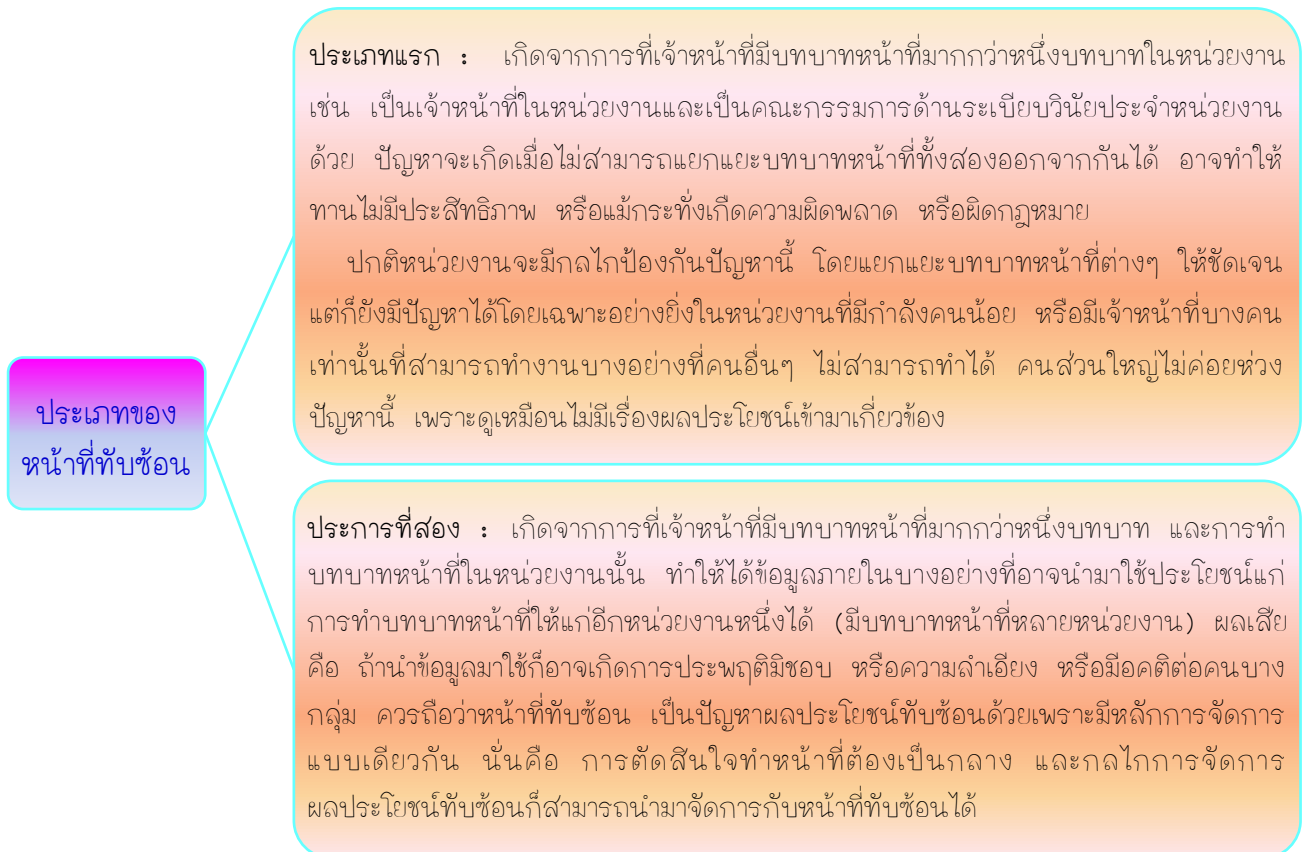 ประเภทแรก : เกิดจากการที่เจ้าหน้าที่มีบทบาทหน้าที่มากกว่าหนึ่งบทบาทในหน่วยงาน
เช่น เป็นเจ้าหน้าที่ในหน่วยงานและเป็นคณะกรรมการด้านระเบียบวินัยประจำหน่วยงาน
ด้วย ปัญหาจะเกิดเมื่อไม่สามารถแยกแยะบทบาทหน้าที่ทั้งสองออกจากกันได้ อาจทำให้
ทานไม่มีประสิทธิภาพ หรือแม้กระทั่งเกืดความผิดพลาด หรือผิดกฎหมาย
ปกติหน่วยงานจะมีกลไกป้องกันปัญหานี้ โดยแยกแยะบทบาทหน้าที่ต่างๆ ให้ชัดเจน
แต่ก็ยังมีปัญหาได้โดยเฉพาะอย่างยิ่งในหน่วยงานที่มีกำลังคนน้อย หรือมีเจ้าหน้าที่บางคน
เท่านั้นที่สามารถทำงานบางอย่างที่คนอื่นๆ ไม่สามารถทำได้ คนส่วนใหญ่ไม่ค่อยห่วง
ปัญหานี้ เพราะดูเหมือนไม่มีเรื่องผลประโยชน์เข้ามาเกี่ยวข้อง
ประเภทของ
หน้าที่ทับซ้อน
ประการที่สอง : เกิดจากการที่เจ้าหน้าที่มีบทบาทหน้าที่มากกว่าหนึ่งบทบาท และการทำ
บทบาทหน้าที่ในหน่วยงานนั้น ทำให้ได้ข้อมูลภายในบางอย่างที่อาจนำมาใช้ประโยชน์แก่
การทำบทบาทหน้าที่ให้แก่อีกหน่วยงานหนึ่งได้ (มีบทบาทหน้าที่หลายหน่วยงาน) ผลเสีย
คือ ถ้านำข้อมูลมาใช้ก็อาจเกิดการประพฤติมิชอบ หรือความลำเอียง หรือมีอคติต่อคนบาง
กลุ่ม ควรถือว่าหน้าที่ทับซ้อน เป็นปัญหาผลประโยชน์ทับซ้อนด้วยเพราะมีหลักการจัดการ
แบบเดียวกัน นั่นคือ การตัดสินใจทำหน้าที่ต้องเป็นกลาง และกลไกการจัดการ
ผลประโยชน์ทับซ้อนก็สามารถนำมาจัดการกับหน้าที่ทับซ้อนได้